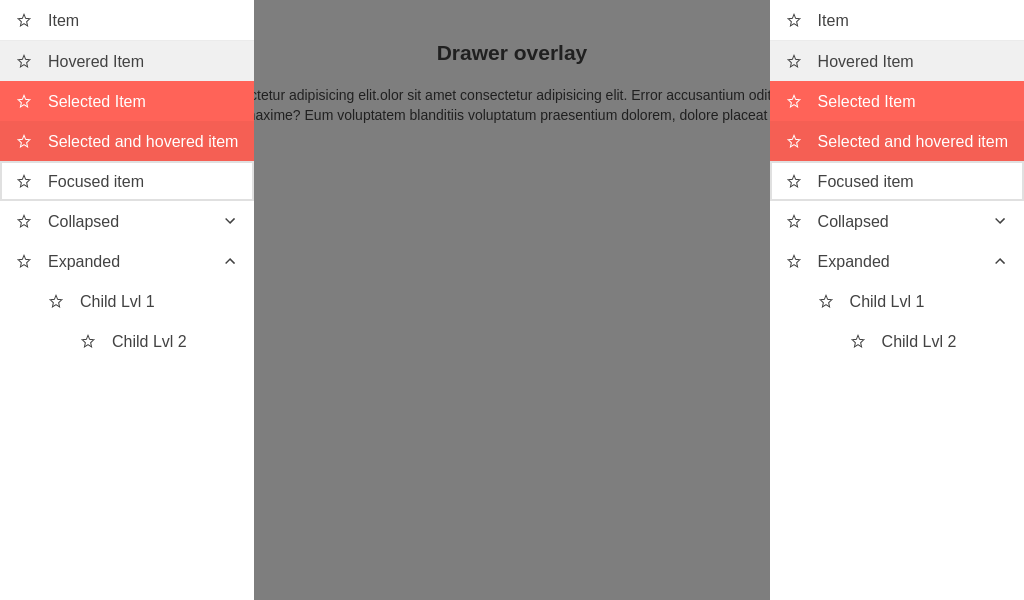 Item
Hovered Item
Selected Item
Selected and hovered item
Focused item
Collapsed
Expanded
Child Lvl 1
Child Lvl 2
Drawer overlay
adipisicing elit.olor sit amet consectetur adipisicing elit. Error accusantium odit
maxime? Eum voluptatem blanditiis voluptatum praesentium dolorem, dolore placeat
Item
Hovered Item
Selected Item
Selected and hovered item
Focused item
Collapsed
Expanded
Child Lvl 1
Child Lvl 2